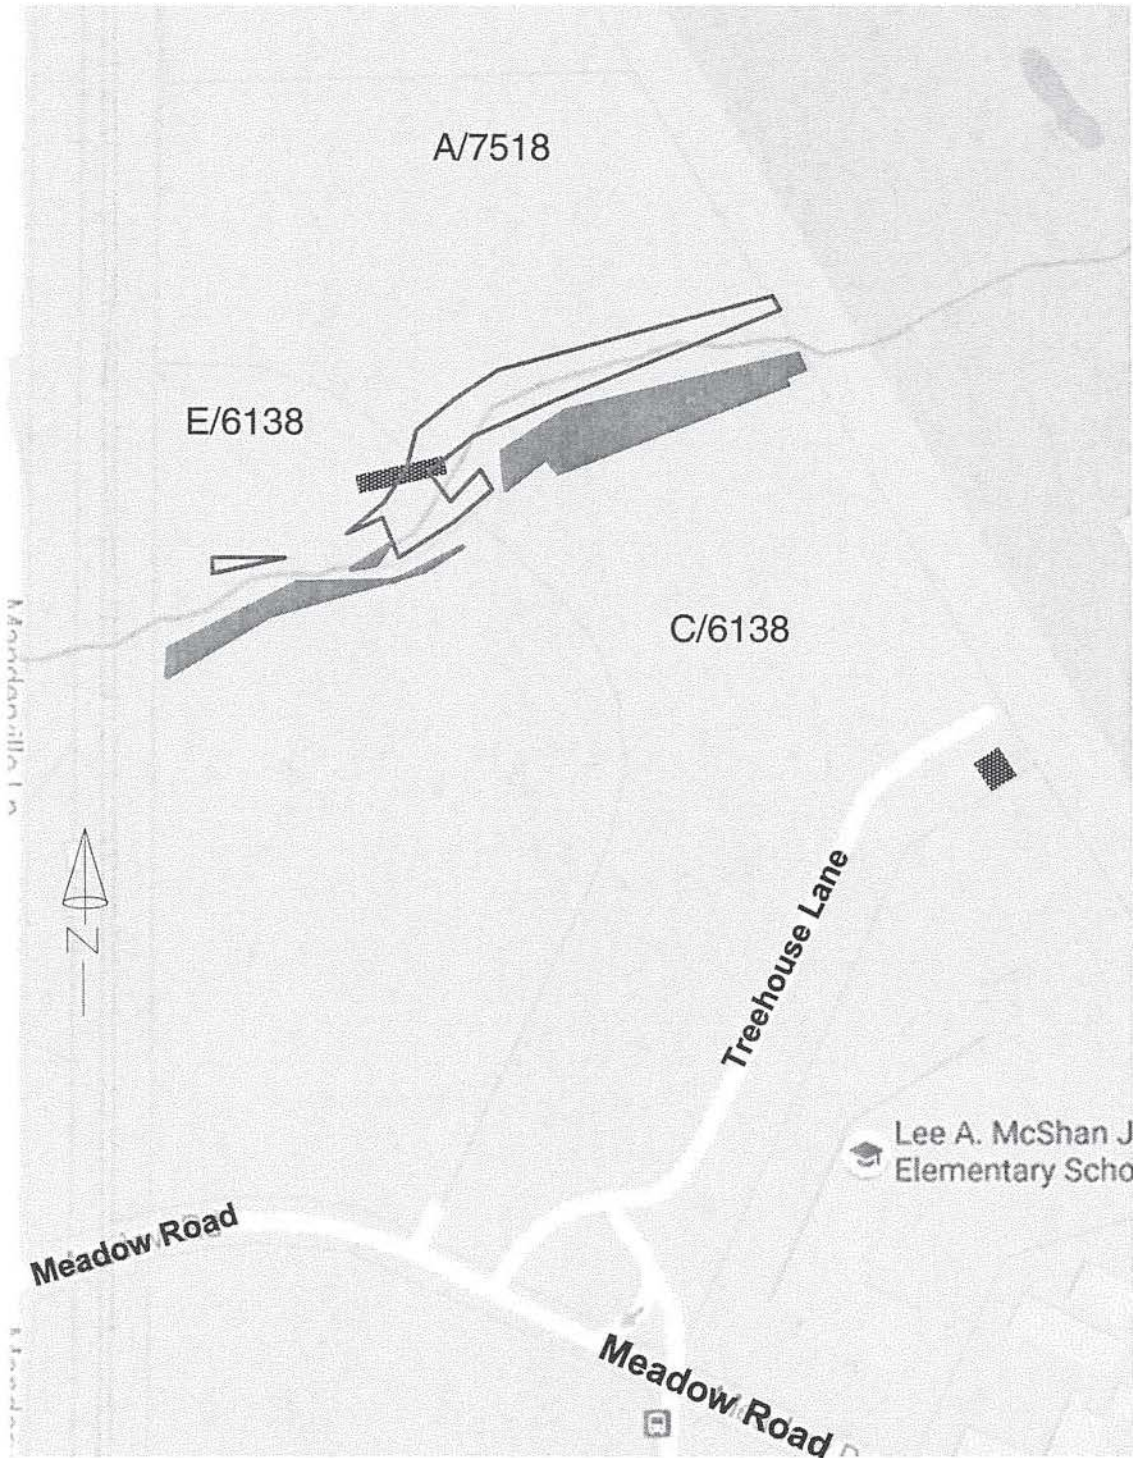 A/7518
E/6138
C/6138
N
Treehouse Lane
Lee A. McShan J
Elementary Scho
Meadow Road
Meadow Road